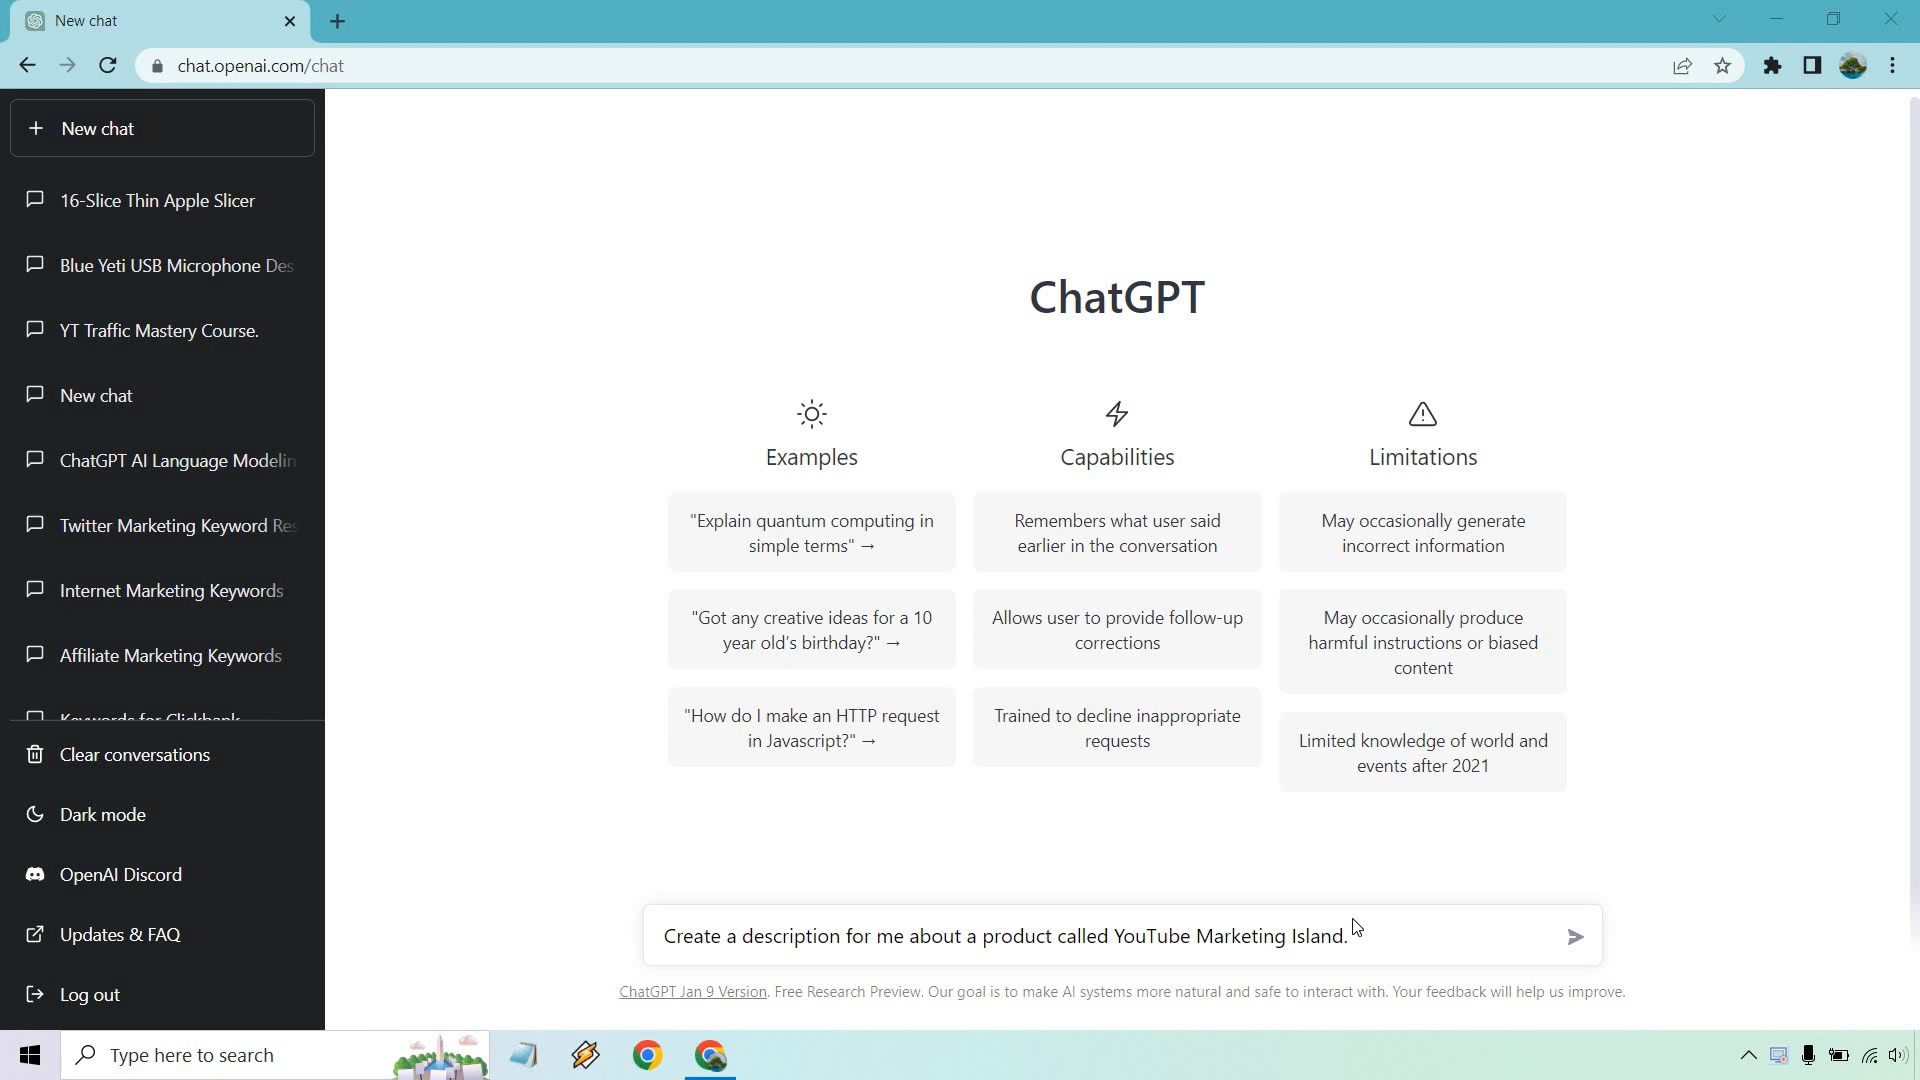 New chat
chat.openai.com/chat
New chat
16-Slice Thin Apple Slicer
Blue Yeti USB Microphone Des
YT Traffic Mastery Course.
New chat
ChatGPT AI Language Modelin
Twitter Marketing Keyword Res
Internet Marketing Keywords
Affiliate Marketing Keywords
Keywords for Clickbank
Clear conversations
Dark mode
OpenAI Discord
Updates & FAQ
Log out
ChatGPT
Examples
"Explain quantum computing in
simple terms" →
"Got any creative ideas for a 10
year old's birthday?" →
"How do I make an HTTP request
in Javascript?" →
Capabilities
Remembers what user said
earlier in the conversation
Allows user to provide follow-up
corrections
Trained to decline inappropriate
requests
Limitations
May occasionally generate
incorrect information
May occasionally produce
harmful instructions or biased
content
Limited knowledge of world and
events after 2021
Create a description for me about a product called YouTube Marketing Island.
ChatGPT Jan 9 Version. Free Research Preview. Our goal is to make AI systems more natural and safe to interact with. Your feedback will help us improve.
Type here to search